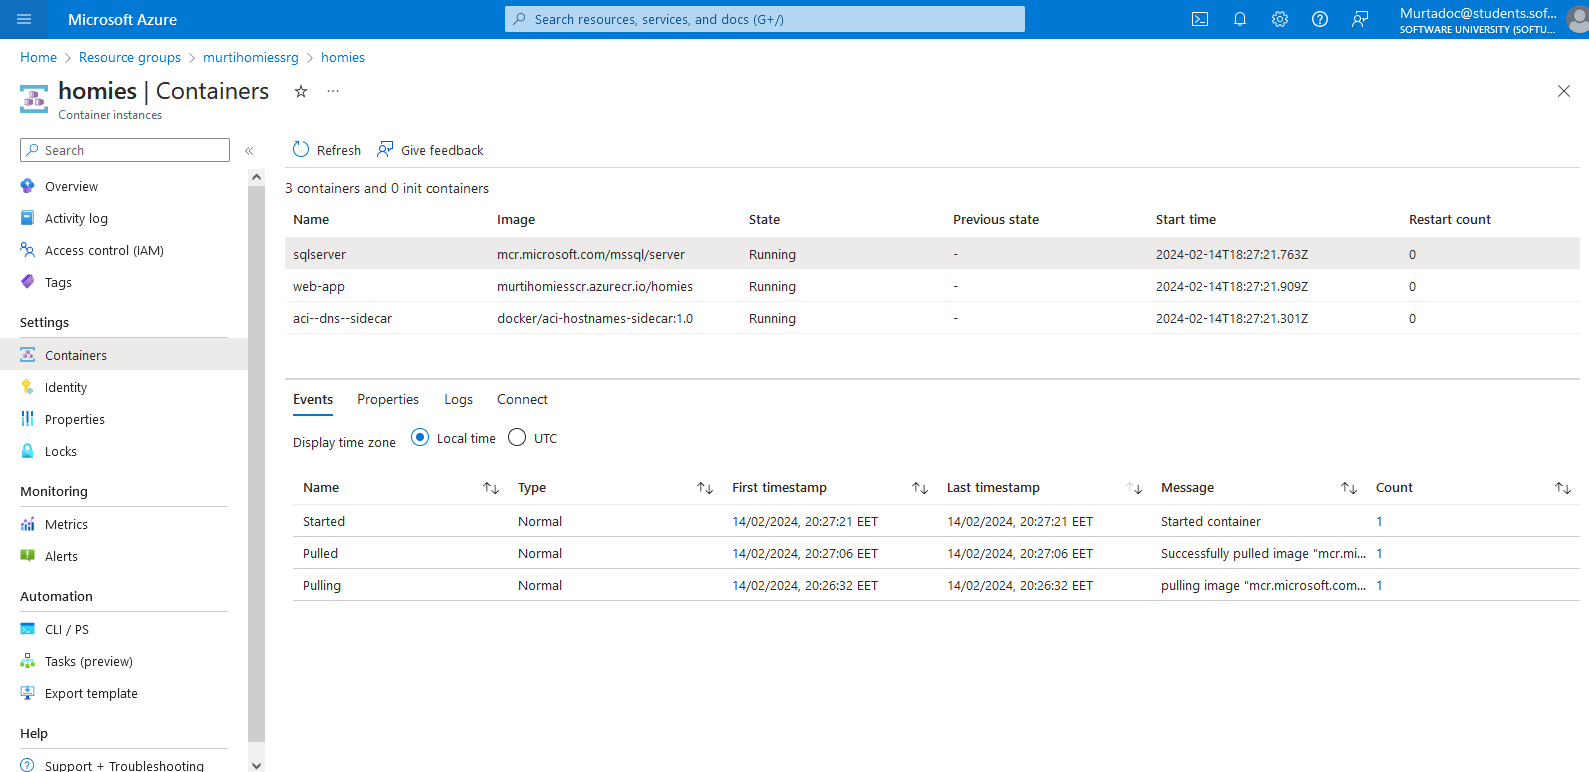 Microsoft Azure
Search resources, services, and docs (G+/)
Murtadoc@students.sof...
SOFTWARE UNIVERSITY (SOFTU...
Home > Resource groups > murtihomiessrg > homies
homies | Containers
Container instances
Search
Refresh
Give feedback
Overview
Activity log
Access control (IAM)
Tags
Settings
Containers
Identity
Properties
Locks
Monitoring
Metrics
Alerts
Automation
CLI / PS
Tasks (preview)
Export template
Help
Support + Troubleshooting
3 containers and 0 init containers
Name Image State Previous state Start time Restart count
sqlserver mcr.microsoft.com/mssql/server Running - 2024-02-14T18:27:21.763Z 0
web-app murtihomiesscr.azurecr.io/homies Running - 2024-02-14T18:27:21.909Z 0
aci--dns--sidecar docker/aci-hostnames-sidecar:1.0 Running - 2024-02-14T18:27:21.301Z 0
Events Properties Logs Connect
Display time zone Local time UTC
Name Type First timestamp Last timestamp Message Count
Started Normal 14/02/2024, 20:27:21 EET 14/02/2024, 20:27:21 EET Started container 1
Pulled Normal 14/02/2024, 20:27:06 EET 14/02/2024, 20:27:06 EET Successfully pulled image "mcr.mi... 1
Pulling Normal 14/02/2024, 20:26:32 EET 14/02/2024, 20:26:32 EET pulling image "mcr.microsoft.com... 1